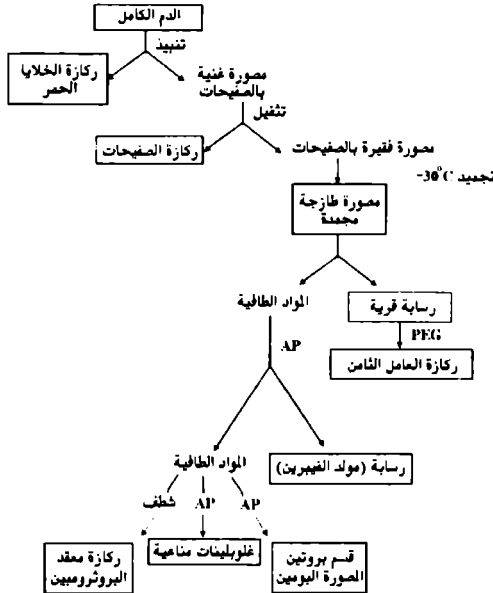 الدم الكامل
تنبيذ
ركازة الخلايا
الحمر
مصورة غنية
بالصفيحات
تثفيل
ركازة الصفيحات
مصورة فقيرة بالصفيحات
تجميد -30°C
مصورة طازجة
مجمدة
المواد الطافية
رسابة قرية
AP
PEG
ركازة العامل الثامن
المواد الطافية
رسابة (مولد الفيبرين)
شطف
AP
AP
ركازة معقد
البروثرومبين
غلوبلينات مناعية
قسم بروتين
المصورة البومين